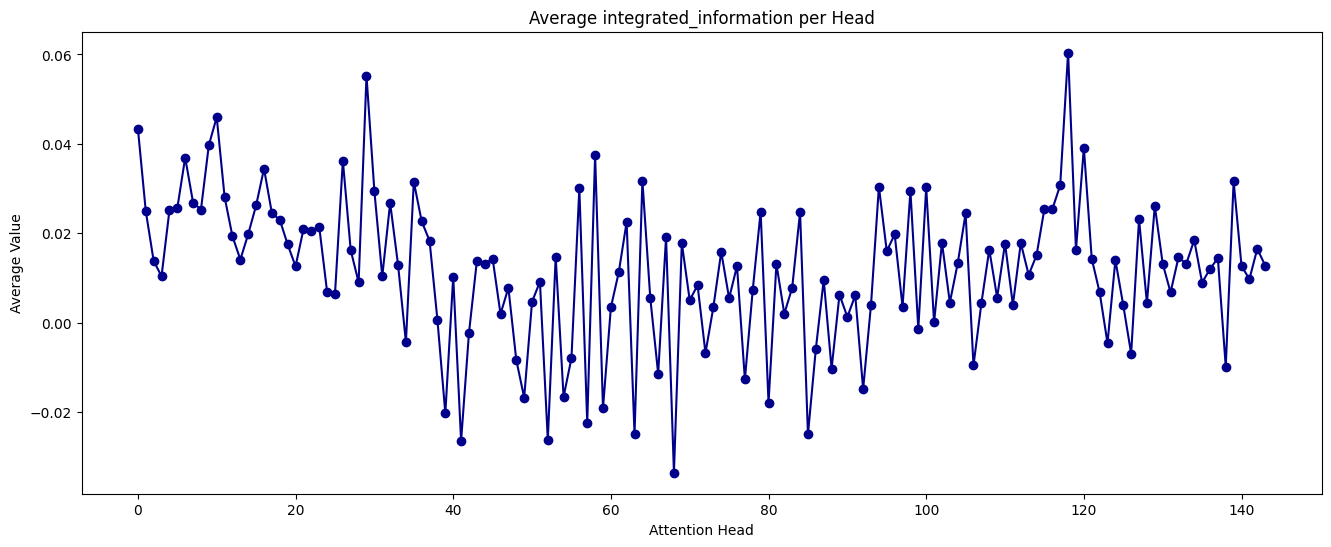 Average integrated_information per Head
0.06
0.04
0.02
0.00
−0.02
Average Value
0 20 40 60 80 100 120 140
Attention Head